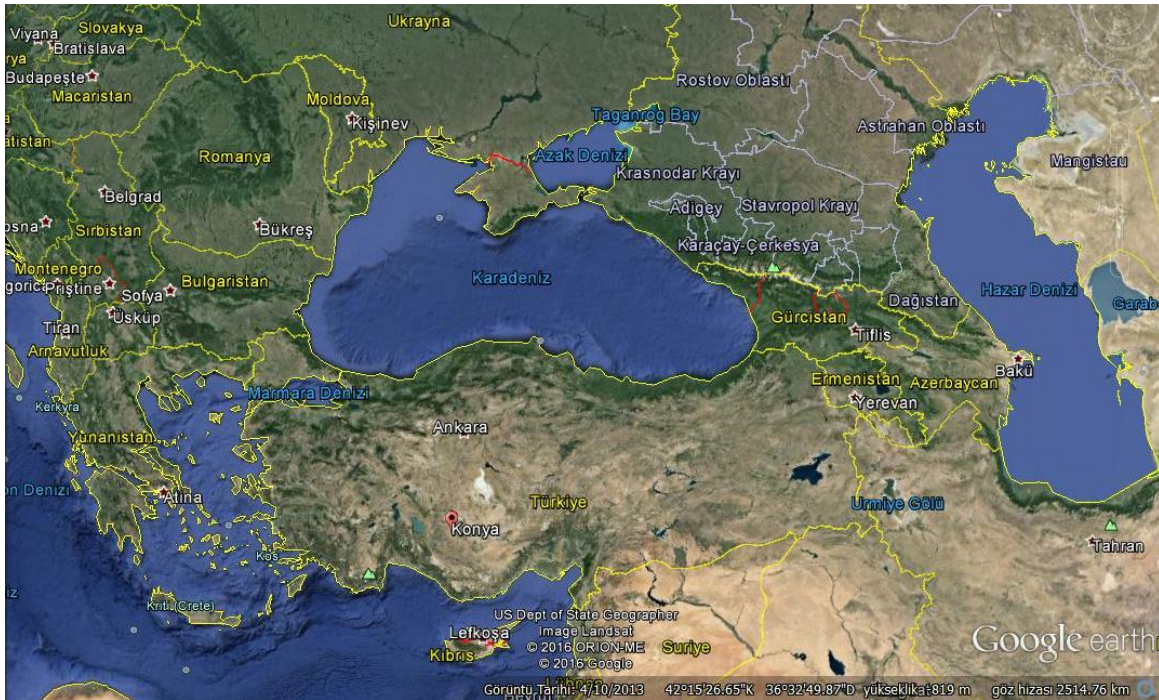 Ukrayna
Slovakya
Viyana
Bratislava
Budapeşte
Macaristan
Rostov Oblastı
Moldova
Kişinev
Taganrog Bay
Astrahan Oblastı
Romanya
Azak Denizi
Mangistau
Krasnodar Krayı
Belgrad
Adigey
Stavropol Krayı
Bükreş
Sırbistan
Karaçay-Çerkesya
Montenegro
Bulgaristan
Karadeniz
Priştine
Sofya
Hazar Denizi
Dağıstan
Garab
Üsküp
Gürcistan
Tiran
Tiflis
Arnavutluk
Bakü
Ermenistan
Azerbaycan
Marmara Denizi
Yerevan
Kerkyra
Ankara
Yunanistan
Atina
Türkiye
Urmiye Gölü
Konya
Tahran
Kos
Kriti (Crete)
US Dept of State Geographer
Lefkoşa
Image Landsat
© 2016 ORION-ME
Kıbrıs
Suriye
© 2016 Google
Google earth
Görüntü Tarihi: 4/10/2013 42°15'26.65"K 36°32'49.87"D yükseklik -819 m göz hizası 2514.76 km